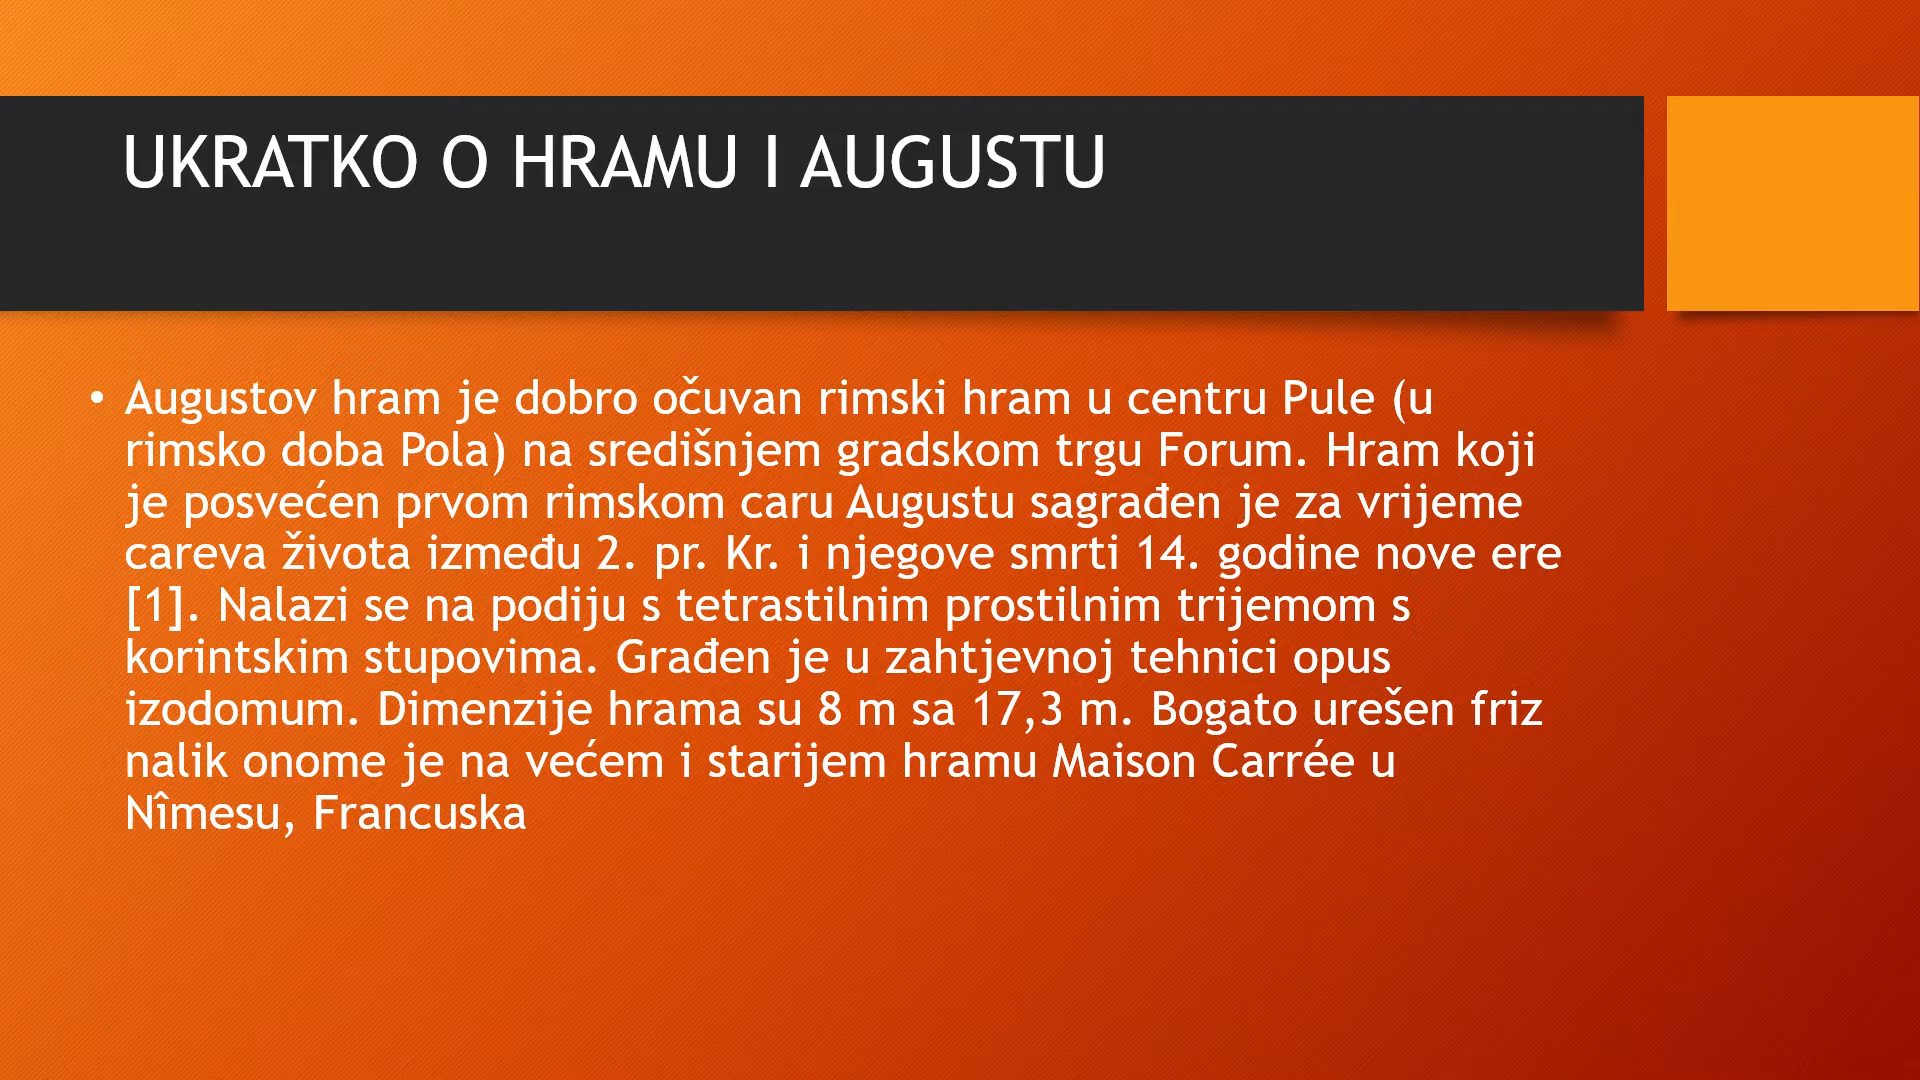 UKRATKO O HRAMU I AUGUSTU
• Augustov hram je dobro očuvan rimski hram u centru Pule (u
rimsko doba Pola) na središnjem gradskom trgu Forum. Hram koji
je posvećen prvom rimskom caru Augustu sagrađen je za vrijeme
careva života između 2. pr. Kr. i njegove smrti 14. godine nove ere
[1]. Nalazi se na podiju s tetrastilnim prostilnim trijemom s
korintskim stupovima. Građen je u zahtjevnoj tehnici opus
izodomum. Dimenzije hrama su 8 m sa 17,3 m. Bogato urešen friz
nalik onome je na većem i starijem hramu Maison Carrée u
Nîmesu, Francuska